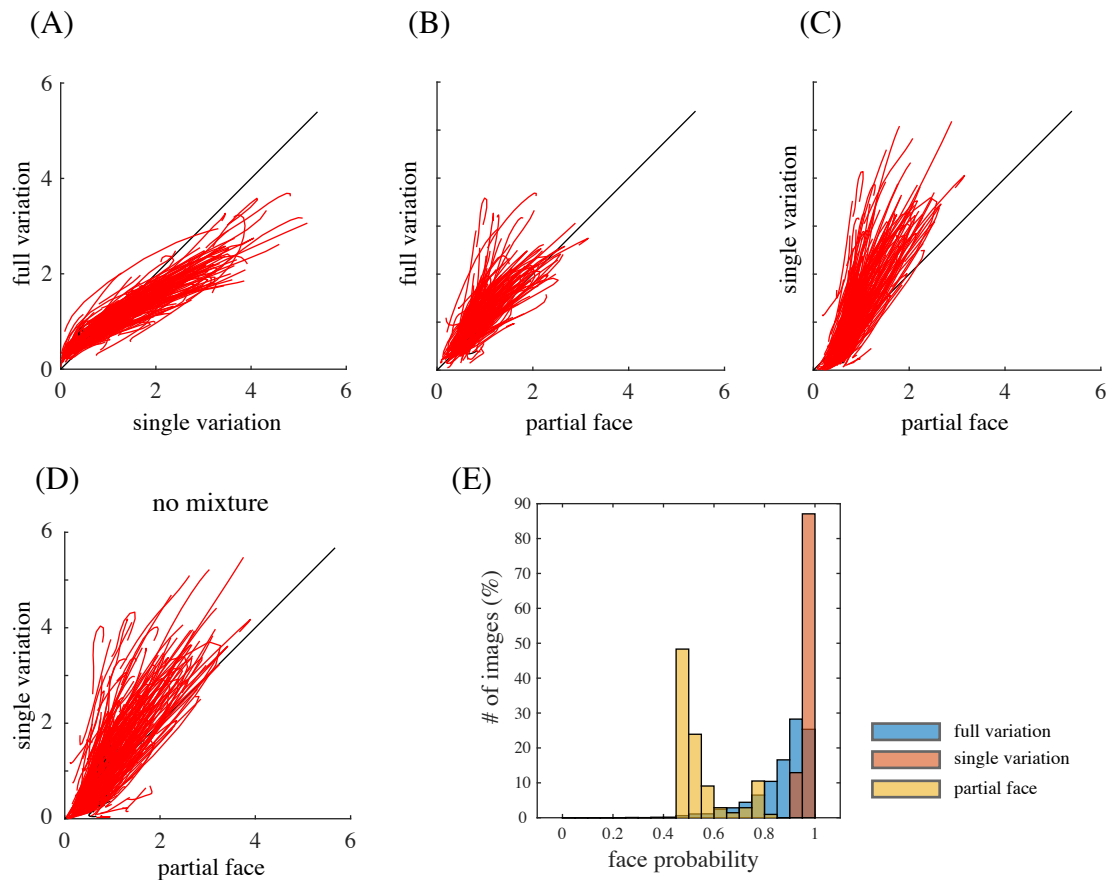 (A)
(B)
(C)
6
4
2
0
full variation
0 2 4 6
single variation
full variation
0 2 4 6
partial face
single variation
0 2 4 6
partial face
(D)
no mixture
6
4
2
0
single variation
0 2 4 6
partial face
(E)
90
80
70
60
50
40
30
20
10
0
# of images (%)
0 0.2 0.4 0.6 0.8 1
face probability
full variation
single variation
partial face